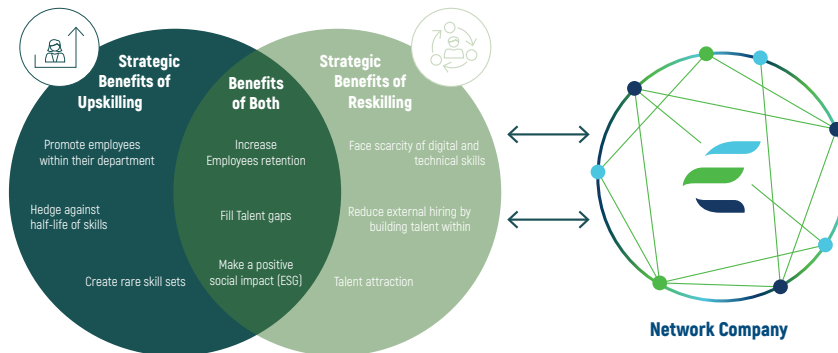 Strategic
Benefits of
Upskilling
Promote employees
within their department
Hedge against
half-life of skills
Create rare skill sets
Benefits
of Both
Increase
Employees retention
Fill Talent gaps
Make a positive
social impact (ESG)
Strategic
Benefits of
Reskilling
Face scarcity of digital and
technical skills
Reduce external hiring by
building talent within
Talent attraction
Network Company